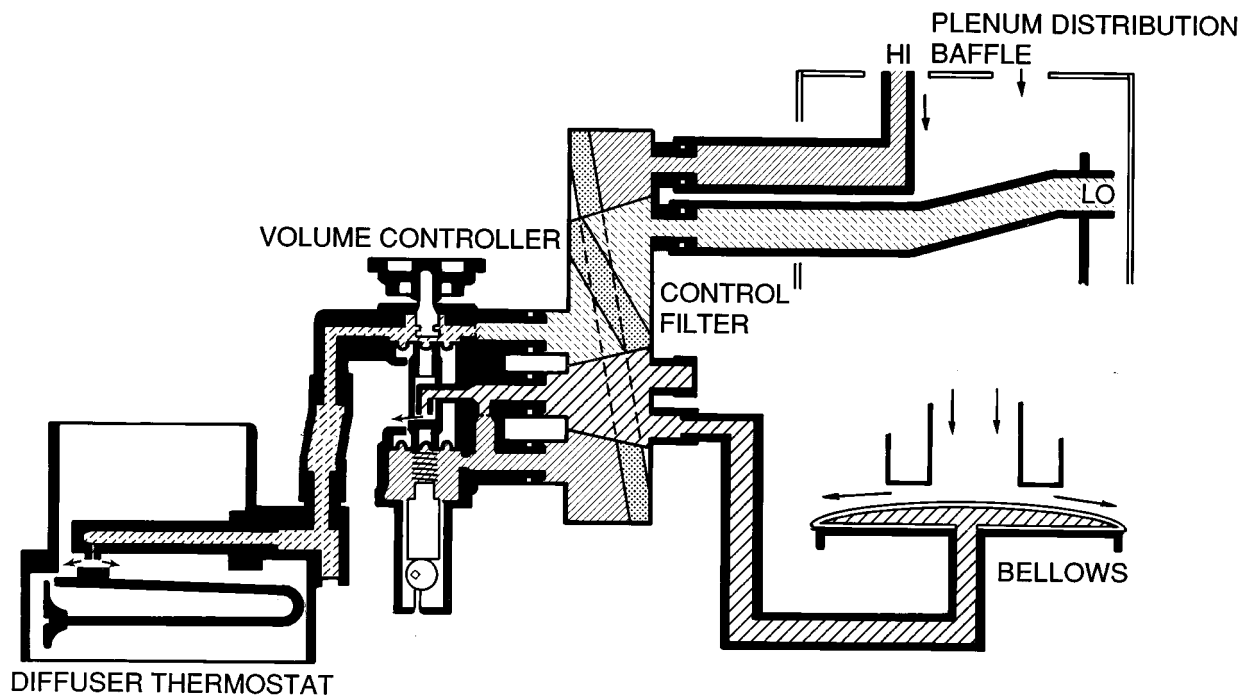 PLENUM DISTRIBUTION
HI BAFFLE
LO
VOLUME CONTROLLER
CONTROL
FILTER
BELLOWS
DIFFUSER THERMOSTAT